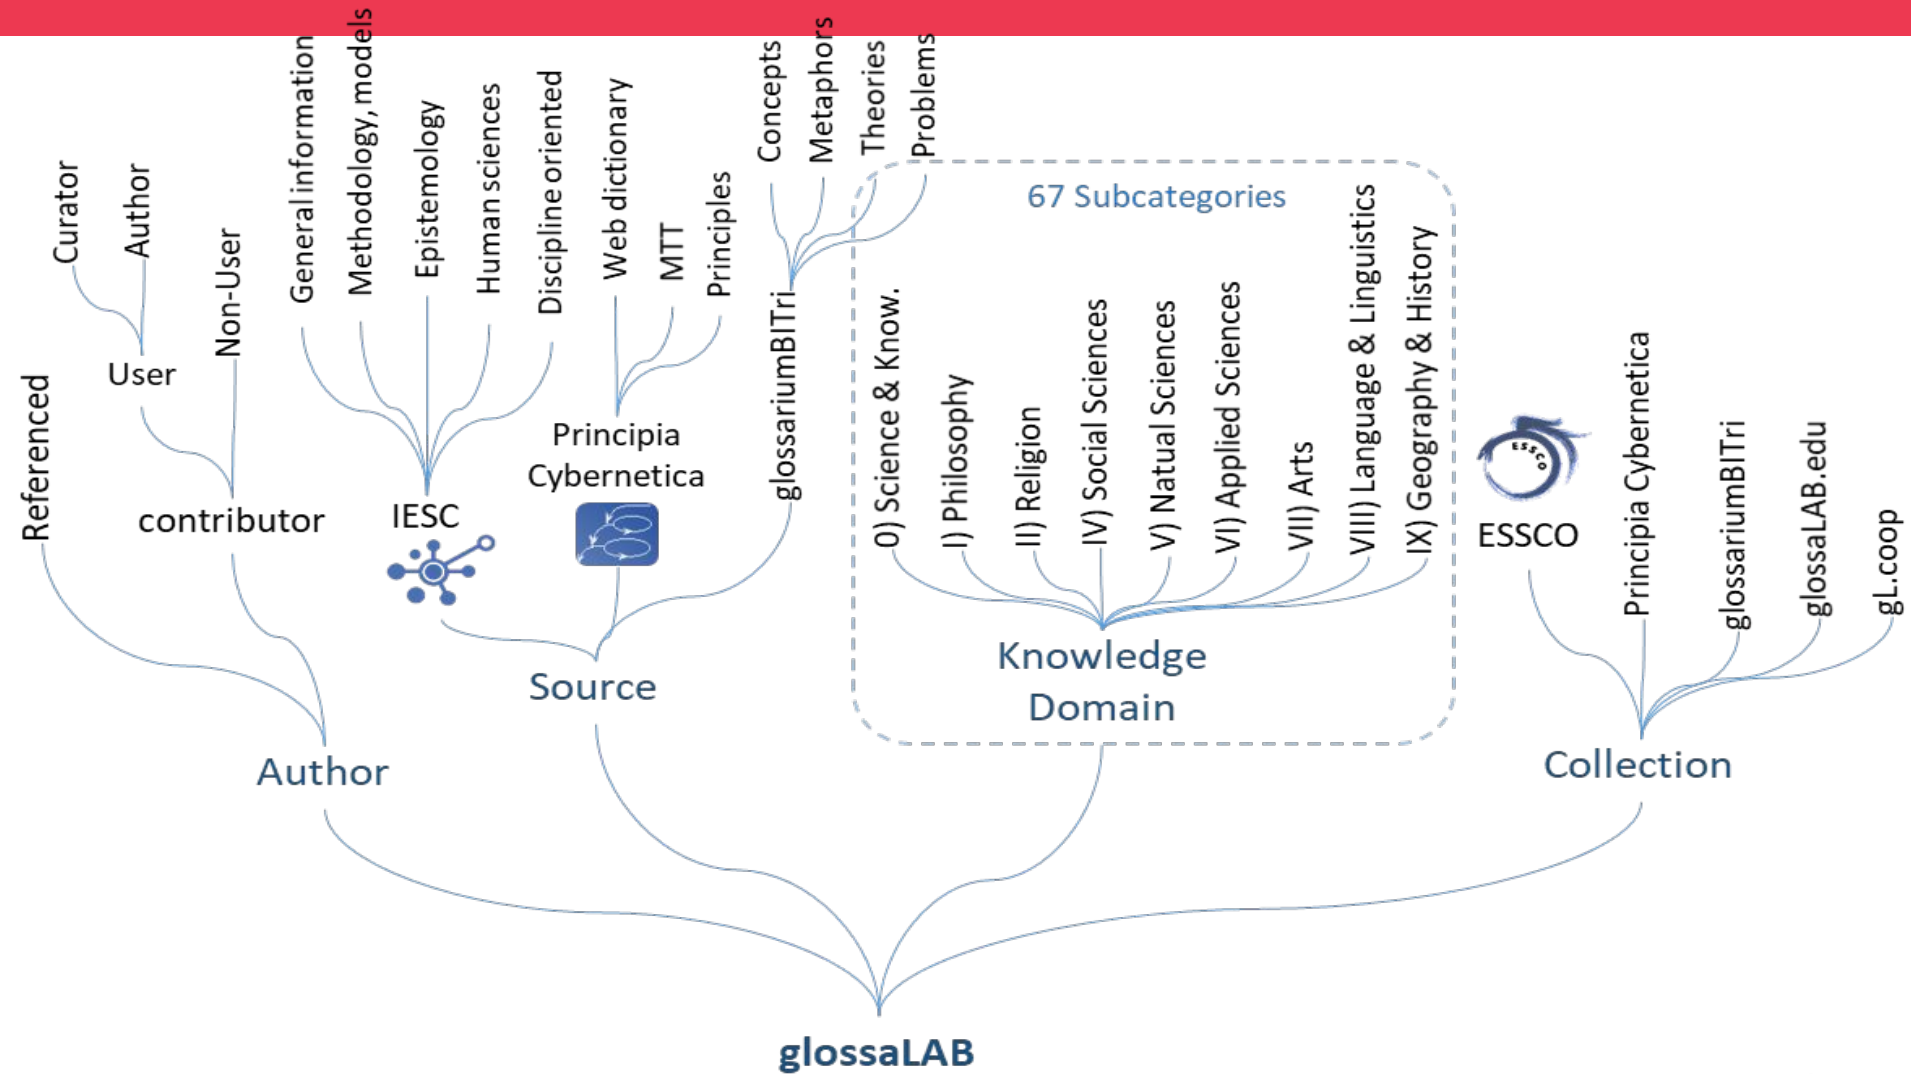 Curator
Author
Non-User
User
Referenced
contributor
General information
Methodology, models
Epistemology
Human sciences
Discipline oriented
IESC
Web dictionary
MTT
Principles
Principia
Cybernetica
Concepts
Metaphors
Theories
Problems
glossariumBITri
Source
Author
67 Subcategories
0) Science & Know.
I) Philosophy
II) Religion
IV) Social Sciences
V) Natual Sciences
VI) Applied Sciences
VII) Arts
VIII) Language & Linguistics
IX) Geography & History
Knowledge
Domain
ESSCO
ESSCO
Principia Cybernetica
glossariumBITri
glossaLAB.edu
gL.coop
Collection
glossaLAB